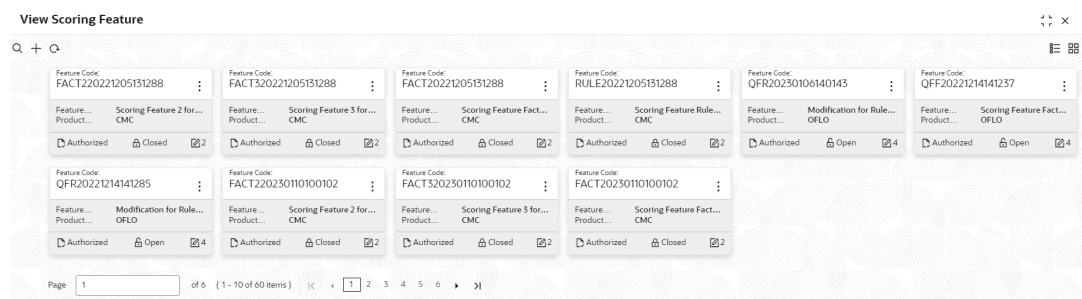 View Scoring Feature
Feature Code: Feature Code: Feature Code: Feature Code: Feature Code: Feature Code:
FACT220221205131288 FACT320221205131288 FACT20221205131288 RULE20221205131288 QFR20230106140143 QFF20221214141237
Feature... Scoring Feature 2 for... Feature... Scoring Feature 3 for... Feature... Scoring Feature Fact... Feature... Scoring Feature Rule... Feature... Modification for Rule... Feature... Scoring Feature Fact...
Product... CMC Product... CMC Product... CMC Product... CMC Product... OFLO Product... OFLO
Authorized Closed 2 Authorized Closed 2 Authorized Closed 2 Authorized Closed 2 Authorized Open 4 Authorized Open 4
Feature Code: Feature Code: Feature Code: Feature Code:
QFR20221214141285 FACT220230110100102 FACT320230110100102 FACT20230110100102
Feature... Modification for Rule... Feature... Scoring Feature 2 for... Feature... Scoring Feature 3 for... Feature... Scoring Feature Fact...
Product... OFLO Product... CMC Product... CMC Product... CMC
Authorized Open 4 Authorized Closed 2 Authorized Closed 2 Authorized Closed 2
Page 1 of 6 (1 - 10 of 60 items) 1 2 3 4 5 6